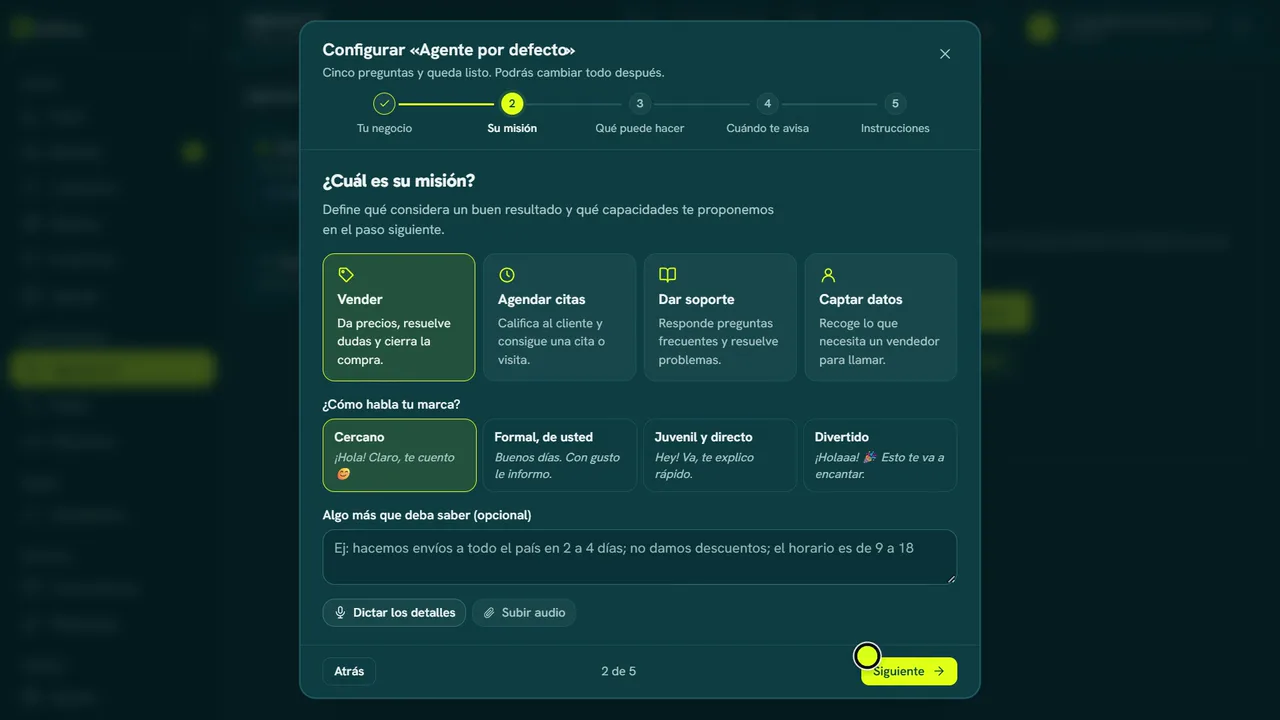 Configurar «Agente por defecto»
Cinco preguntas y queda listo. Podrás cambiar todo después.
2
3
4
5
Tu negocio
Su misión
Qué puede hacer
Cuándo te avisa
Instrucciones
¿Cuál es su misión?
Define qué considera un buen resultado y qué capacidades te proponemos
en el paso siguiente.
Vender
Da precios, resuelve
dudas y cierra la
compra.
Agendar citas
Califica al cliente y
consigue una cita o
visita.
Dar soporte
Responde preguntas
frecuentes y resuelve
problemas.
Captar datos
Recoge lo que
necesita un vendedor
para llamar.
¿Cómo habla tu marca?
Cercano
¡Hola! Claro, te cuento
😊
Formal, de usted
Buenos días. Con gusto
le informo.
Juvenil y directo
Hey! Va, te explico
rápido.
Divertido
¡Holaaa! 🎉 Esto te va a
encantar.
Algo más que deba saber (opcional)
Ej: hacemos envíos a todo el país en 2 a 4 días; no damos descuentos; el horario es de 9 a 18
Dictar los detalles
Subir audio
Atrás
2 de 5
Siguiente